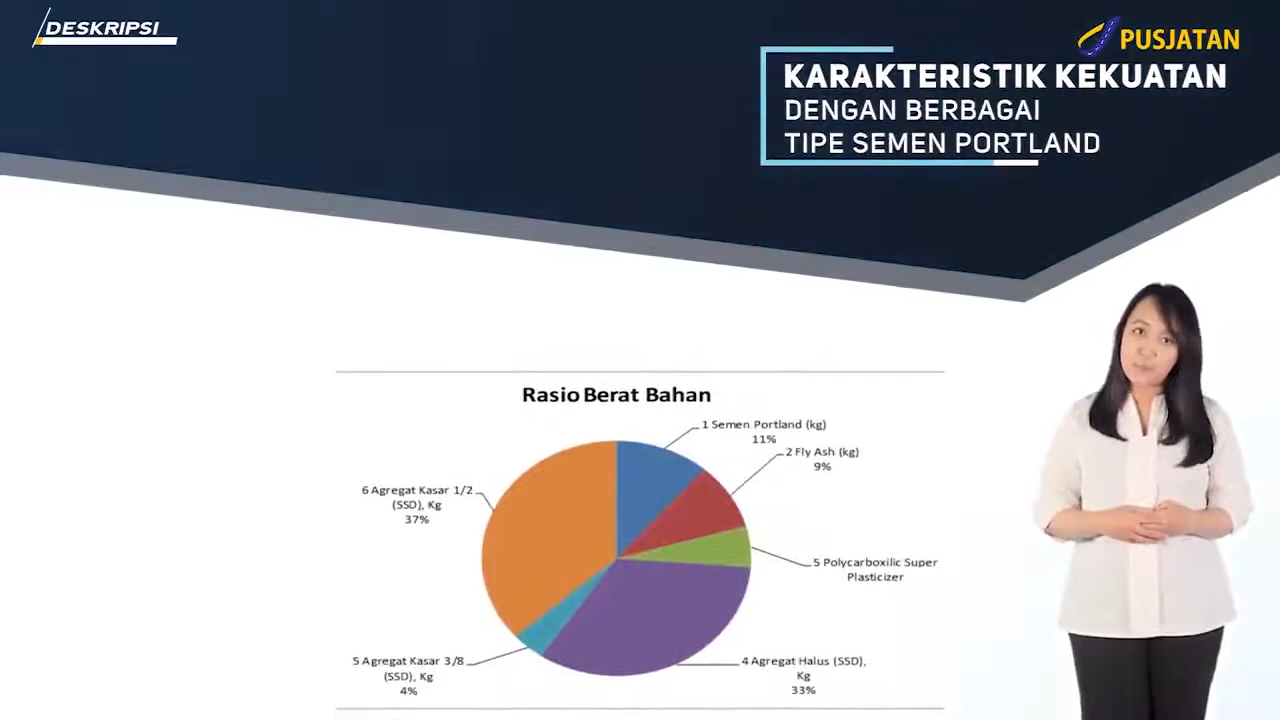 DESKRIPSI
PUSJATAN
KARAKTERISTIK KEKUATAN
DENGAN BERBAGAI
TIPE SEMEN PORTLAND
Rasio Berat Bahan
1 Semen Portland (kg)
11%
2 Fly Ash (kg)
9%
6 Agregat Kasar 1/2
(SSD), Kg
37%
5 Polycarboxilic Super
Plasticizer
5 Agregat Kasar 3/8
(SSD), Kg
4%
4 Agregat Halus (SSD),
Kg
33%